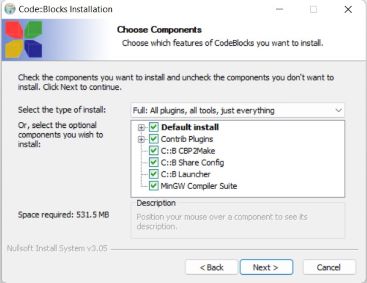 Code:Blocks Installation
Choose Components
Choose which features of CodeBlocks you want to install.
Check the components you want to install and uncheck the components you don't want to
install. Click Next to continue.
Select the type of install:
Full: All plugins, all tools, just everything
Or, select the optional
components you wish to
install:
Default install
Contrib Plugins
C::B CBP2Make
C::B Share Config
C::B Launcher
MinGW Compiler Suite
Space required: 531.5 MB
Description
Position your mouse over a component to see its
description.
Nullsoft Install System v3.05
< Back
Next >
Cancel